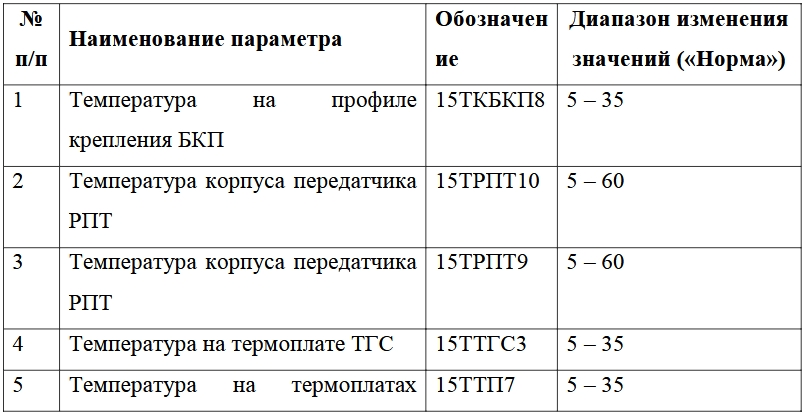 № п/п Наименование параметра Обозначен ие Диапазон изменения значений («Норма»)
1 Температура на профиле крепления БКП 15ТКБКП8 5 – 35
2 Температура корпуса передатчика РПТ 15ТРПТ10 5 – 60
3 Температура корпуса передатчика РПТ 15ТРПТ9 5 – 60
4 Температура на термоплате ТГС 15ТТГС3 5 – 35
5 Температура на термоплатах 15ТТП7 5 – 35